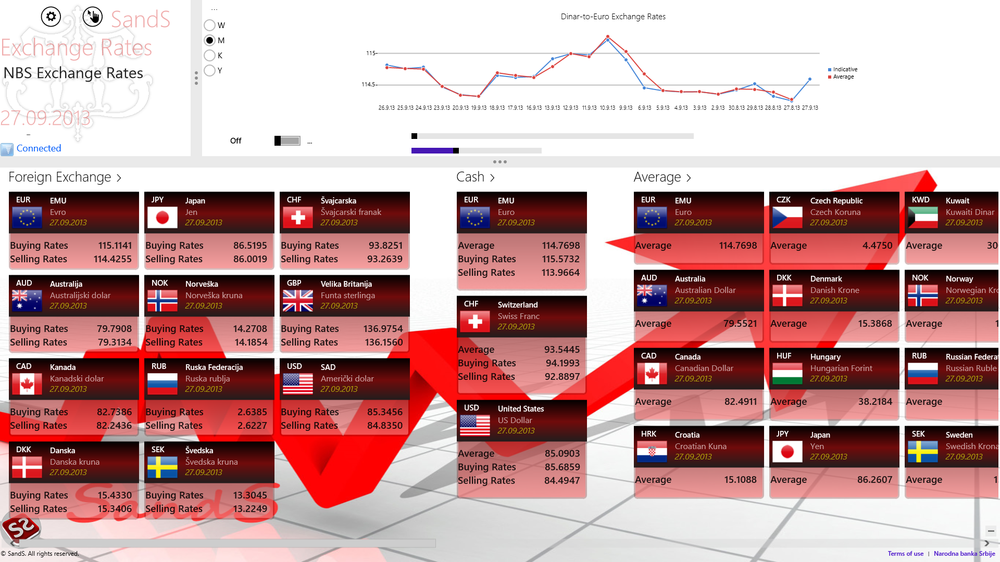 SandS
Exchange Rates
NBS Exchange Rates
27.09.2013
...
Connected
...
W
M
K
Y
Off
...
Dinar-to-Euro Exchange Rates
115
114.5
26.9.13 25.9.13 24.9.13 23.9.13 20.9.13 19.9.13 18.9.13 17.9.13 16.9.13 13.9.13 12.9.13 11.9.13 10.9.13 9.9.13 6.9.13 5.9.13 4.9.13 3.9.13 2.9.13 30.8.13 29.8.13 28.8.13 27.8.13 27.9.13
Indicative
Average
Foreign Exchange
EUR EMU
Evro
27.09.2013
Buying Rates 115.1141
Selling Rates 114.4255
JPY Japan
Jen
27.09.2013
Buying Rates 86.5195
Selling Rates 86.0019
CHF Švajcarska
Švajcarski franak
27.09.2013
Buying Rates 93.8251
Selling Rates 93.2639
AUD Australija
Australijski dolar
27.09.2013
Buying Rates 79.7908
Selling Rates 79.3134
NOK Norveška
Norveška kruna
27.09.2013
Buying Rates 14.2708
Selling Rates 14.1854
GBP Velika Britanija
Funta sterlinga
27.09.2013
Buying Rates 136.9754
Selling Rates 136.1560
CAD Kanada
Kanadski dolar
27.09.2013
Buying Rates 82.7386
Selling Rates 82.2436
RUB Ruska Federacija
Ruska rublja
27.09.2013
Buying Rates 2.6385
Selling Rates 2.6227
USD SAD
Američki dolar
27.09.2013
Buying Rates 85.3456
Selling Rates 84.8350
DKK Danska
Danska kruna
27.09.2013
Buying Rates 15.4330
Selling Rates 15.3406
SEK Švedska
Švedska kruna
27.09.2013
Buying Rates 13.3045
Selling Rates 13.2249
Cash
EUR EMU
Euro
27.09.2013
Average 114.7698
Buying Rates 115.5732
Selling Rates 113.9664
CHF Switzerland
Swiss Franc
27.09.2013
Average 93.5445
Buying Rates 94.1993
Selling Rates 92.8897
USD United States
US Dollar
27.09.2013
Average 85.0903
Buying Rates 85.6859
Selling Rates 84.4947
Average
EUR EMU
Euro
27.09.2013
Average 114.7698
CZK Czech Republic
Czech Koruna
27.09.2013
Average 4.4750
KWD Kuwait
Kuwaiti Dinar
27.09.2013
Average 30
AUD Australia
Australian Dollar
27.09.2013
Average 79.5521
DKK Denmark
Danish Krone
27.09.2013
Average 15.3868
NOK Norway
Norwegian Kro
27.09.2013
Average 1
CAD Canada
Canadian Dollar
27.09.2013
Average 82.4911
HUF Hungary
Hungarian Forint
27.09.2013
Average 38.2184
RUB Russian Federat
Russian Ruble
27.09.2013
Average
HRK Croatia
Croatian Kuna
27.09.2013
Average 15.1088
JPY Japan
Yen
27.09.2013
Average 86.2607
SEK Sweden
Swedish Krona
27.09.2013
Average 1
SandS
S2
© SandS. All rights reserved.
Terms of use | Narodna banka Srbije